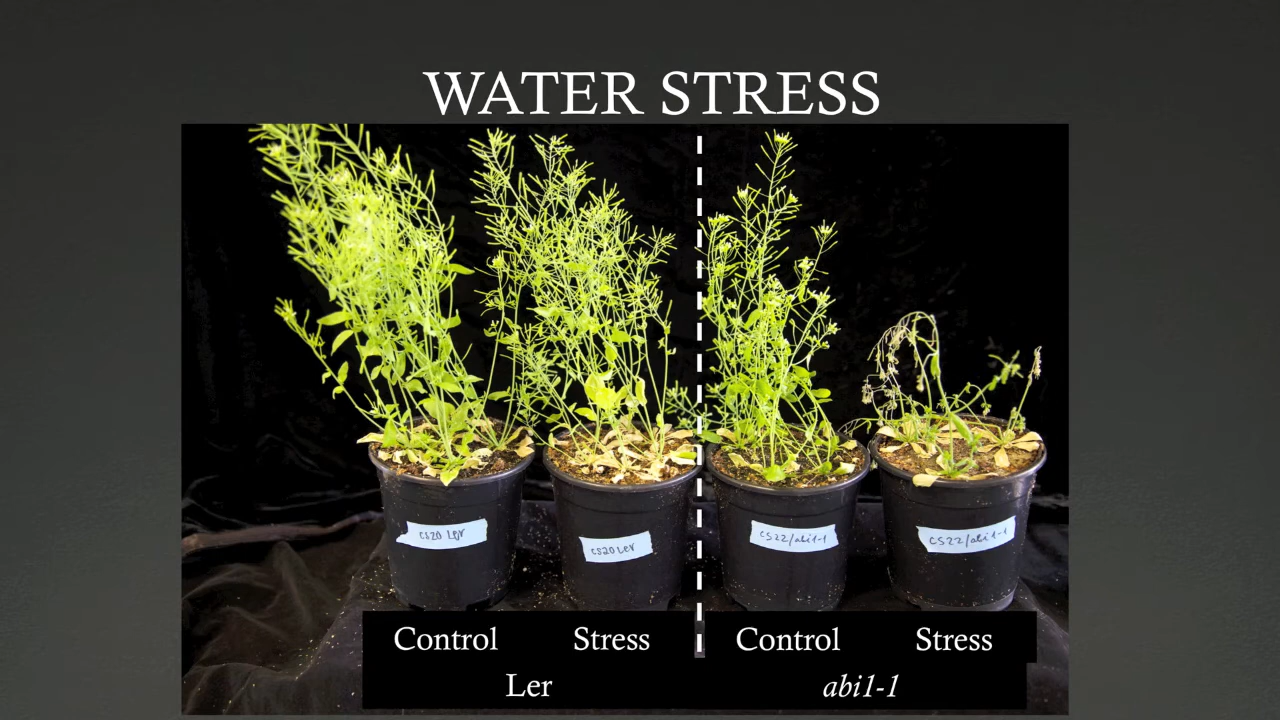 WATER STRESS
CS20 Ler
CS20 Ler
CS22/abi1-1
CS22/abi1-1
Control Stress Control Stress
Ler abi1-1